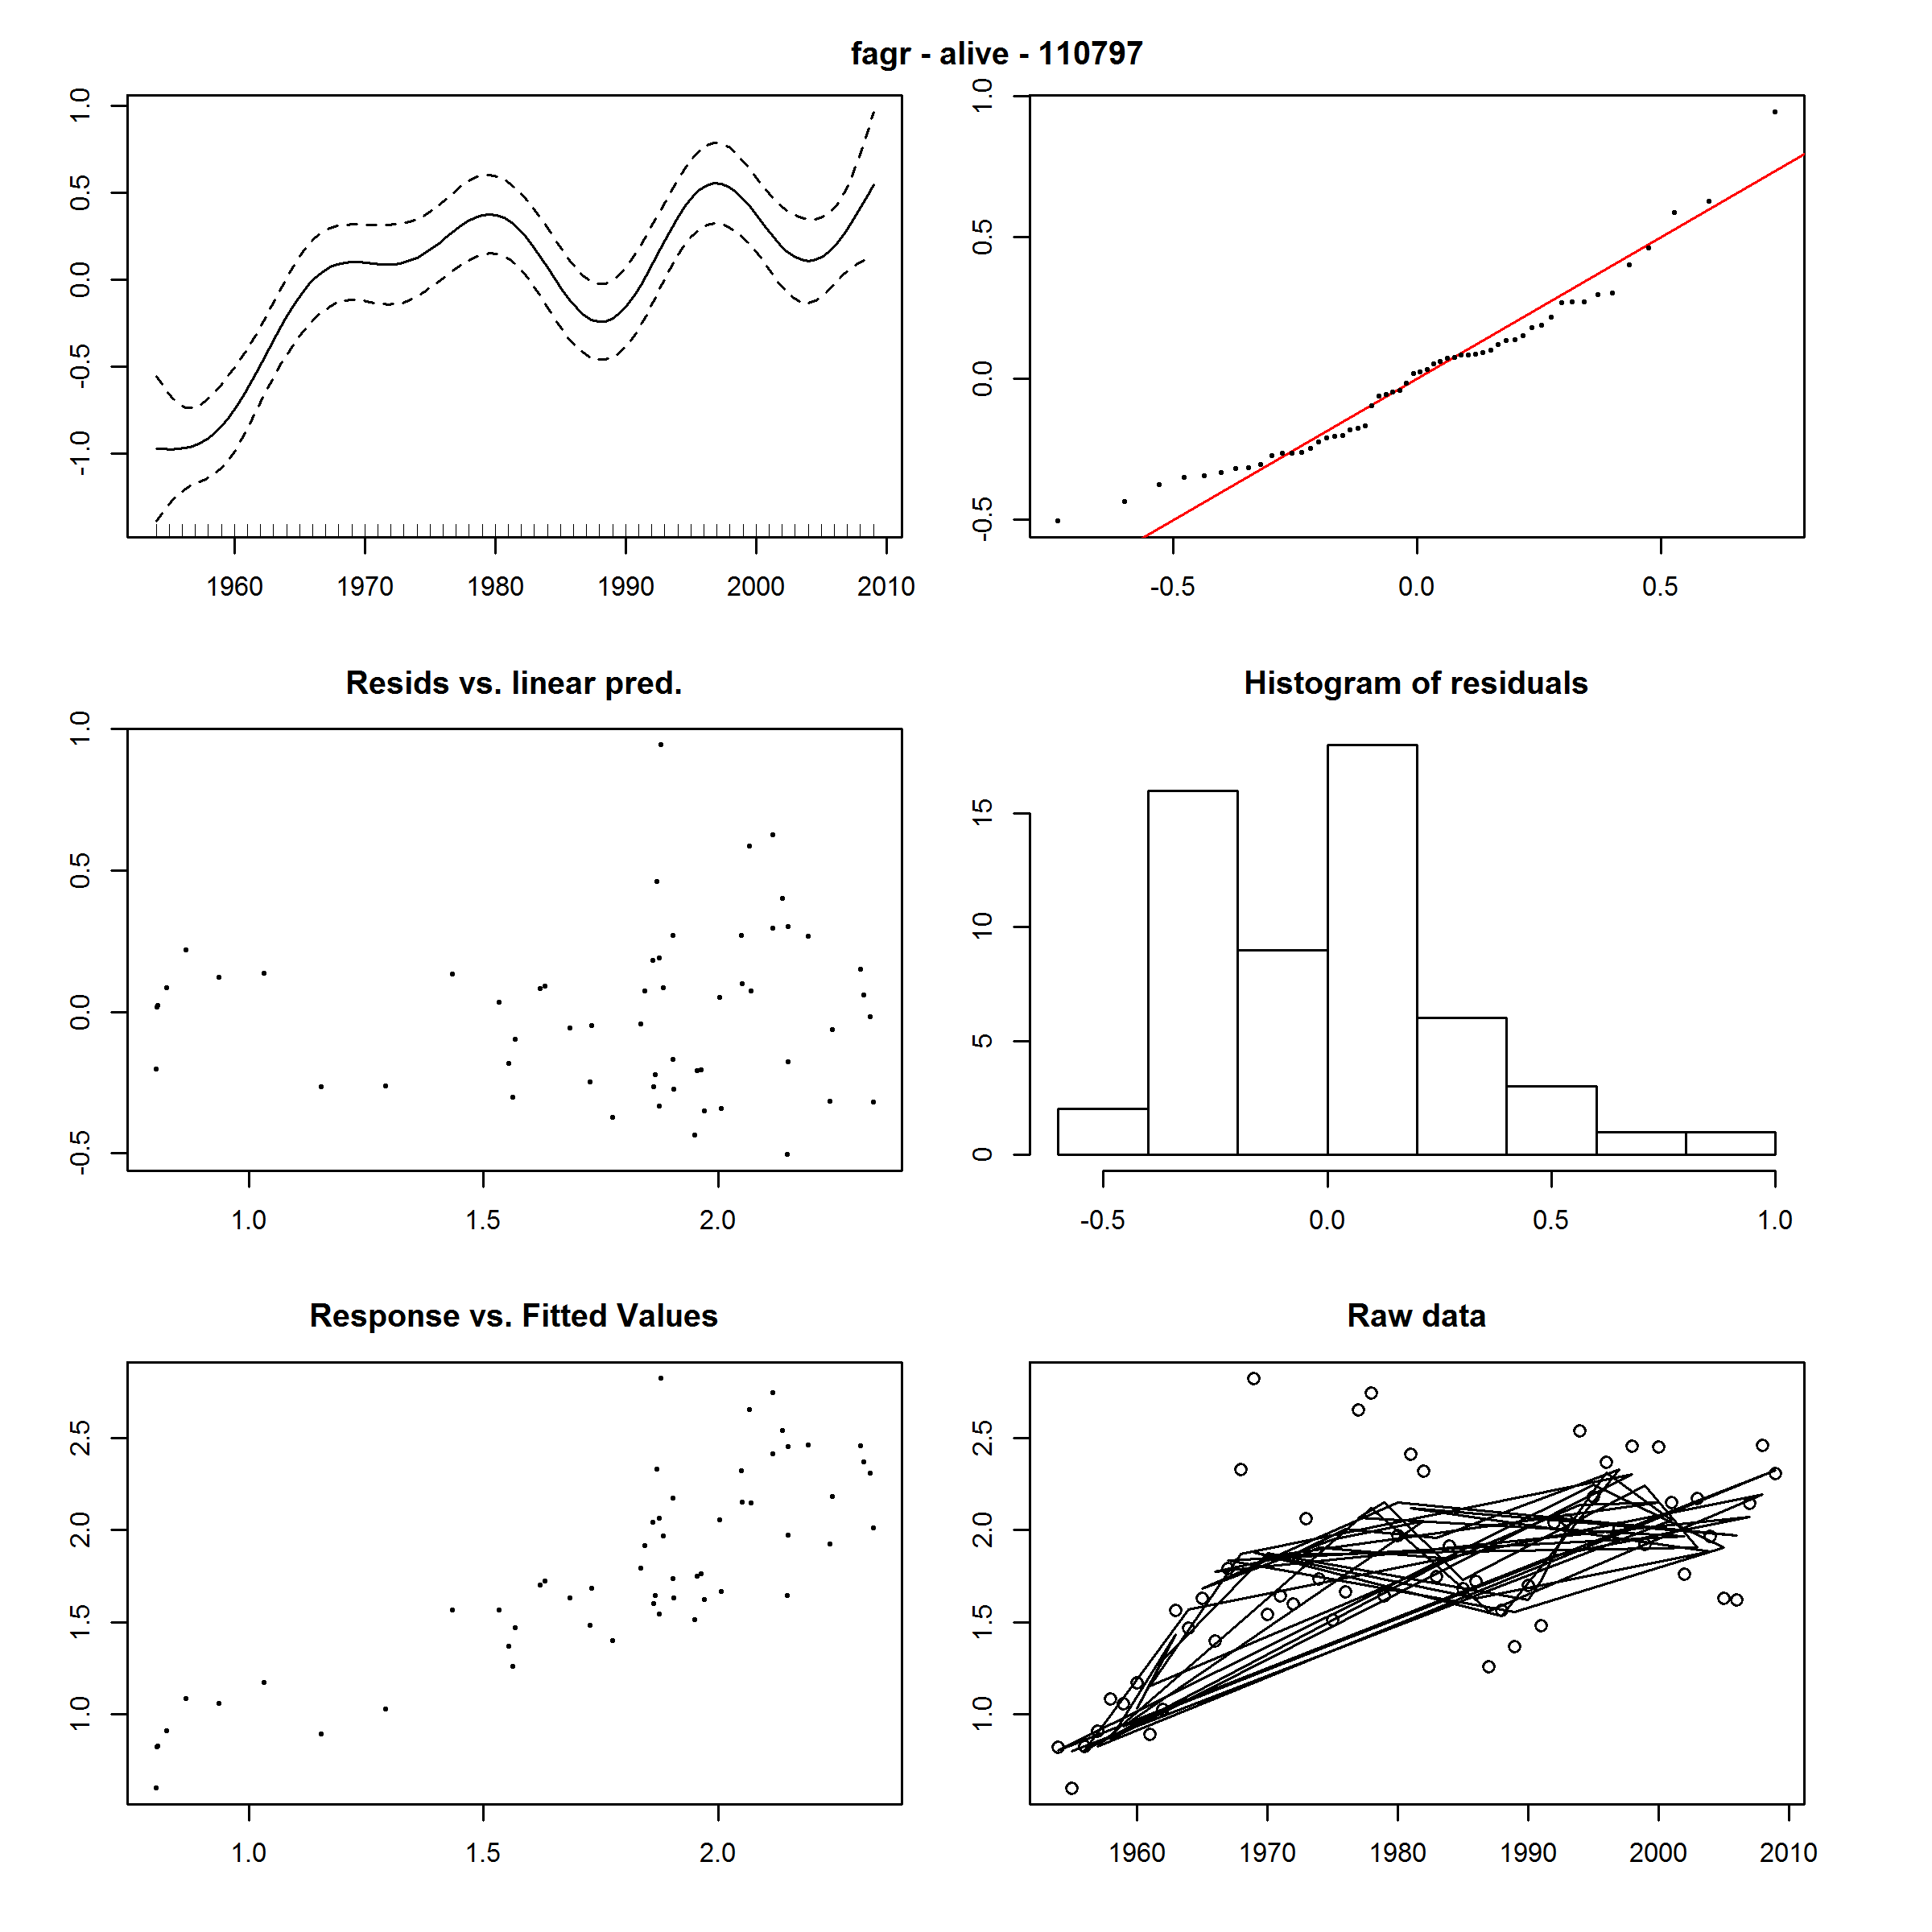 fagr - alive - 110797
1.0
0.5
0.0
-0.5
-1.0
1960 1970 1980 1990 2000 2010
1.0
0.5
0.0
-0.5
-0.5 0.0 0.5
Resids vs. linear pred.
1.0
0.5
0.0
-0.5
1.0 1.5 2.0
Histogram of residuals
15
10
5
0
-0.5 0.0 0.5 1.0
Response vs. Fitted Values
2.5
2.0
1.5
1.0
1.0 1.5 2.0
Raw data
2.5
2.0
1.5
1.0
1960 1970 1980 1990 2000 2010